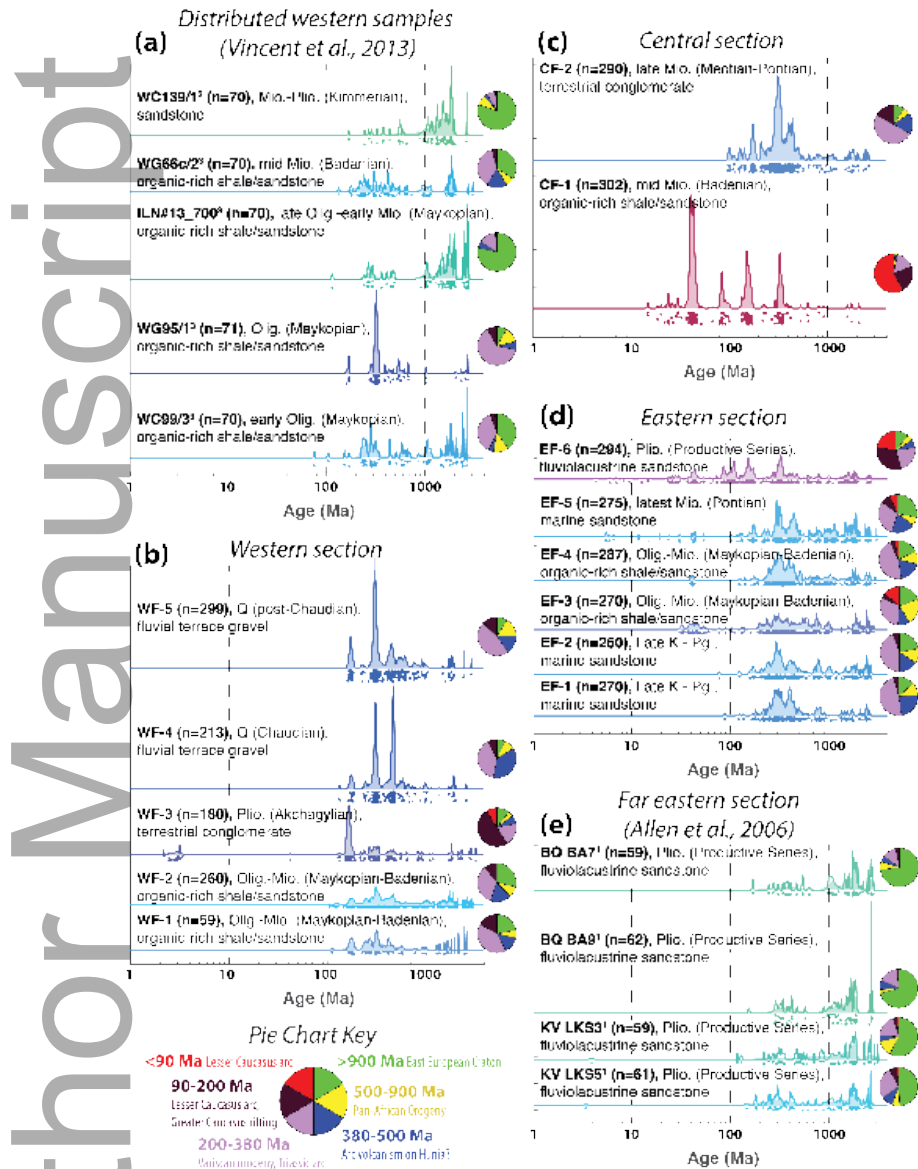 thor Manuscript
Distributed western samples
(a)
(Vincent et al., 2013)
WC139/1³ (n=70), Mio.-Plio. (Kimmerian),
sandstone
WG66c/2³ (n=70), mid Mio. (Badanian),
organic-rich shale/sandstone
ILN#13_700³ (n=70), late Olig-early Mio. (Maykopian),
organic rich shale/sandstone
WG95/1³ (n=71), Olig. (Maykopian),
organic-rich shale/sandstone
WC99/3³ (n=70), early Olig. (Maykopian),
organic-rich shale/sandstone
1
10
100
1000
Age (Ma)
(b)
Western section
WF-5 (n=299), Q (post-Chaudian),
fluvial terrace gravel
WF-4 (n=213), Q (Chaudian),
fluvial terrace gravel
WF-3 (n=180), Plio. (Akchagylian),
terrestrial conglomerate
WF-2 (n=260), Olig.-Mio. (Maykopian-Badenian),
organic-rich shale/sandstone
WF-1 (n=59), Olig.-Mio. (Maykopian-Badenian),
organic rich shale/sandstone
1
10
100
1000
Age (Ma)
Pie Chart Key
<90 Ma Lesser Caucasus arc
>900 Ma East European Craton
90-200 Ma
Lesser Caucasus arc,
Greater Caucasus rifting
500-900 Ma
Pan-African Orogeny
200-380 Ma
Variscan orogeny, Triassic arc
380-500 Ma
Arc volcanism on Hunia?
(c)
Central section
CF-2 (n=290), late Mio. (Meotian-Pontian),
terrestrial conglomerate
CF-1 (n=302), mid Mio. (Badenian),
organic-rich shale/sandstone
1
10
100
1000
Age (Ma)
(d)
Eastern section
EF-6 (n=294), Plio. (Productive Series),
fluviolacustrine sandstone
EF-5 (n=275), latest Mio. (Pontien)
marine sandstone
EF-4 (n=287), Olig.-Mio. (Maykopian-Badenian),
organic-rich shale/sandstone
EF-3 (n=270), Olig.-Mio. (Maykopian Badenian),
organic-rich shale/sandstone
EF-2 (n=260), Late K - Pg.,
marine sandstone
EF-1 (n=270), Late K - Pg.,
marine sandstone
1
10
100
1000
Age (Ma)
Far eastern section
(e)
(Allen et al., 2006)
BQ BA7¹ (n=59), Plio. (Productive Series),
fluviolacustrine sandstone
BQ BA9¹ (n=62), Plio. (Productive Series),
fluviolacustrine sandstone
KV LKS3¹ (n=59), Plio. (Productive Series),
fluviolacustrine sandstone
KV LKS5¹ (n=61), Plio. (Productive Series),
fluviolacustrine sandstone
1
10
100
1000
Age (Ma)